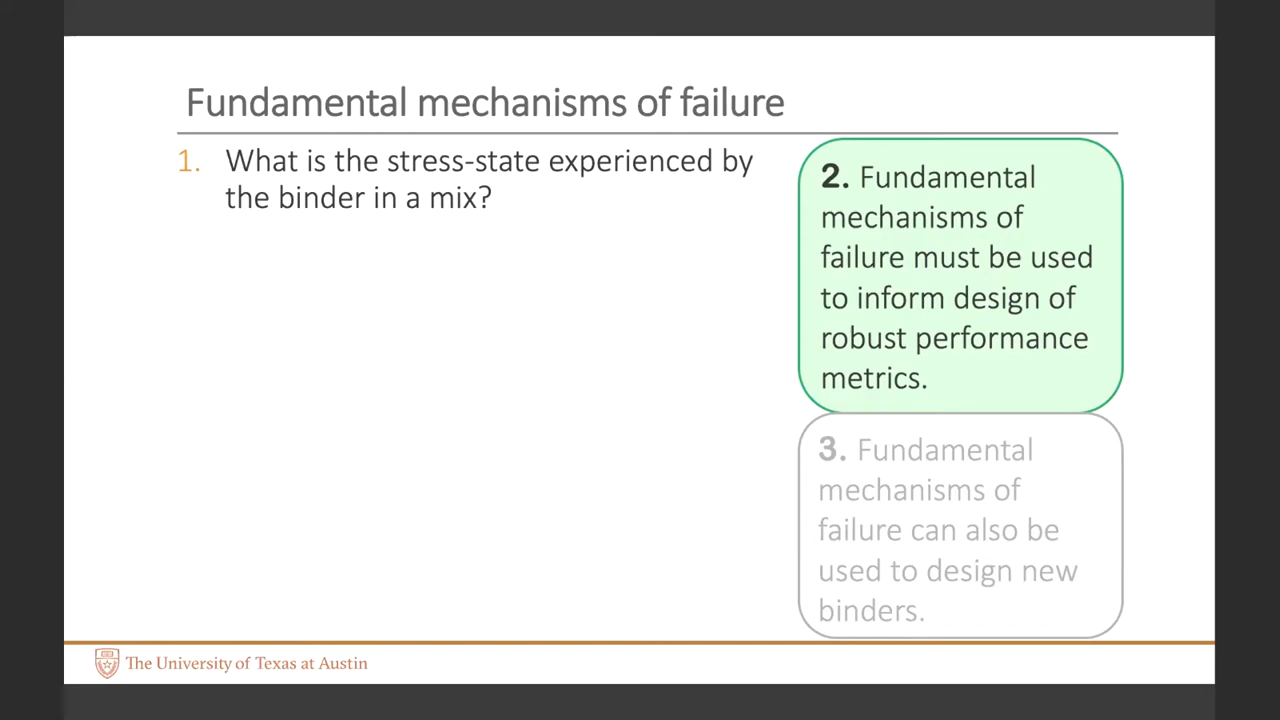 Fundamental mechanisms of failure
1. What is the stress-state experienced by
the binder in a mix?
2. Fundamental
mechanisms of
failure must be used
to inform design of
robust performance
metrics.
3. Fundamental
mechanisms of
failure can also be
used to design new
binders.
The University of Texas at Austin